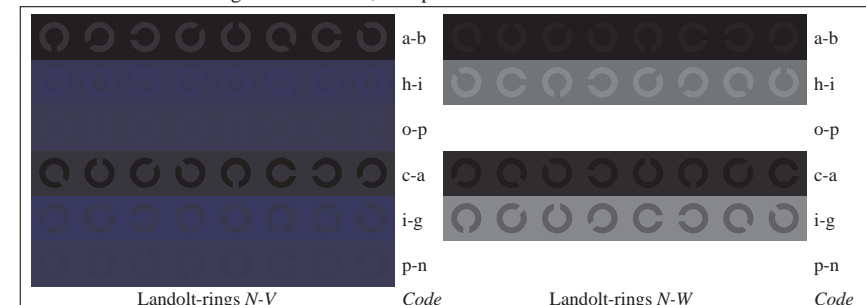 a-b a-b
h-i h-i
o-p o-p
c-a c-a
i-g i-g
p-n p-n
Landolt-rings N-V Code Landolt-rings N-W Code